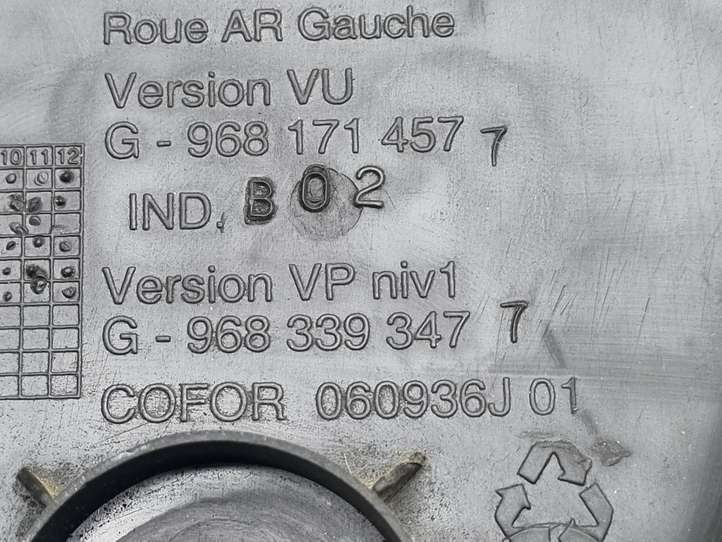 Roue AR Gauche
Version VU
G - 968 171 457 7
IND. B 0 2
10 11 12
Version VP niv1
G - 968 339 347 7
COFOR 060936J 01